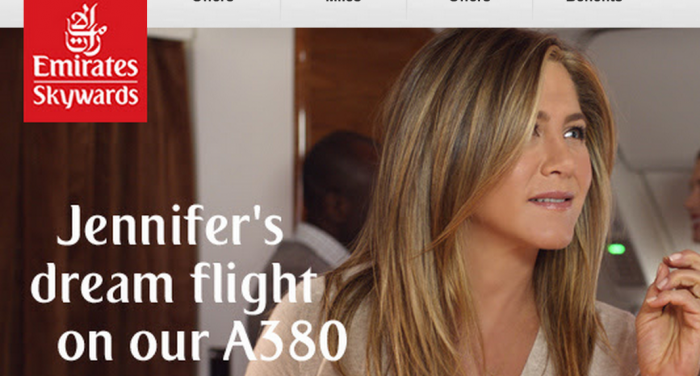 Emirates
Skywards
Jennifer's
dream flight
on our A380